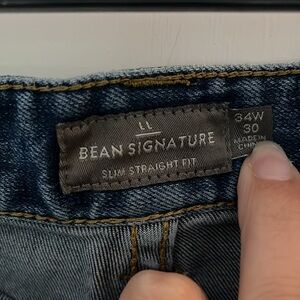 LL
BEAN SIGNATURE
SLIM STRAIGHT FIT
34W
30
MADE IN